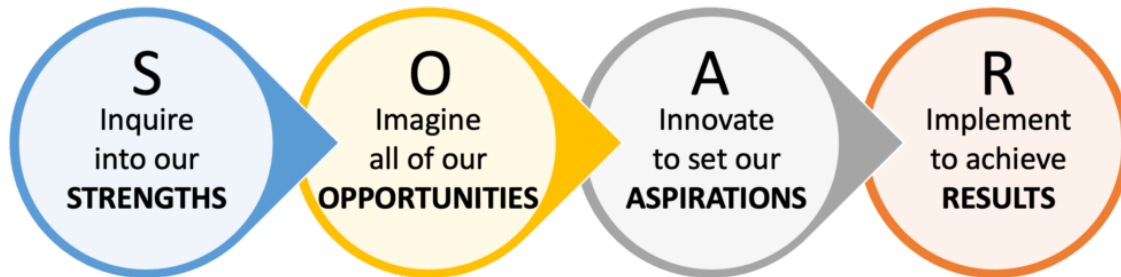 S
Inquire
into our
STRENGTHS
O
Imagine
all of our
OPPORTUNITIES
A
Innovate
to set our
ASPIRATIONS
R
Implement
to achieve
RESULTS